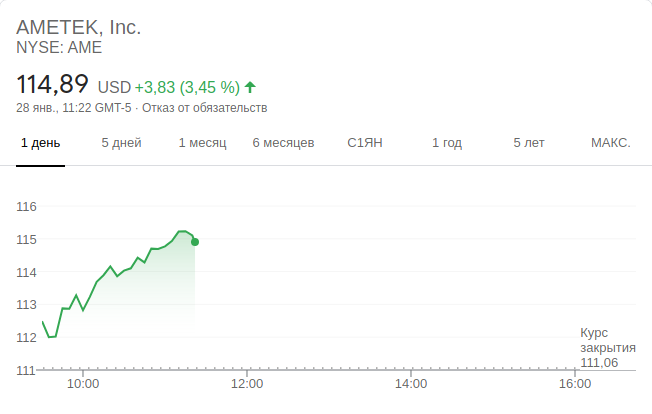 AMETEK, Inc.
NYSE: AME
114,89 USD +3,83 (3,45 %)
28 янв., 11:22 GMT-5 · Отказ от обязательств
1 день 5 дней 1 месяц 6 месяцев С1ЯН 1 год 5 лет МАКС.
116
115
114
113
112
111
Курс
закрытия
111,06
10:00 12:00 14:00 16:00